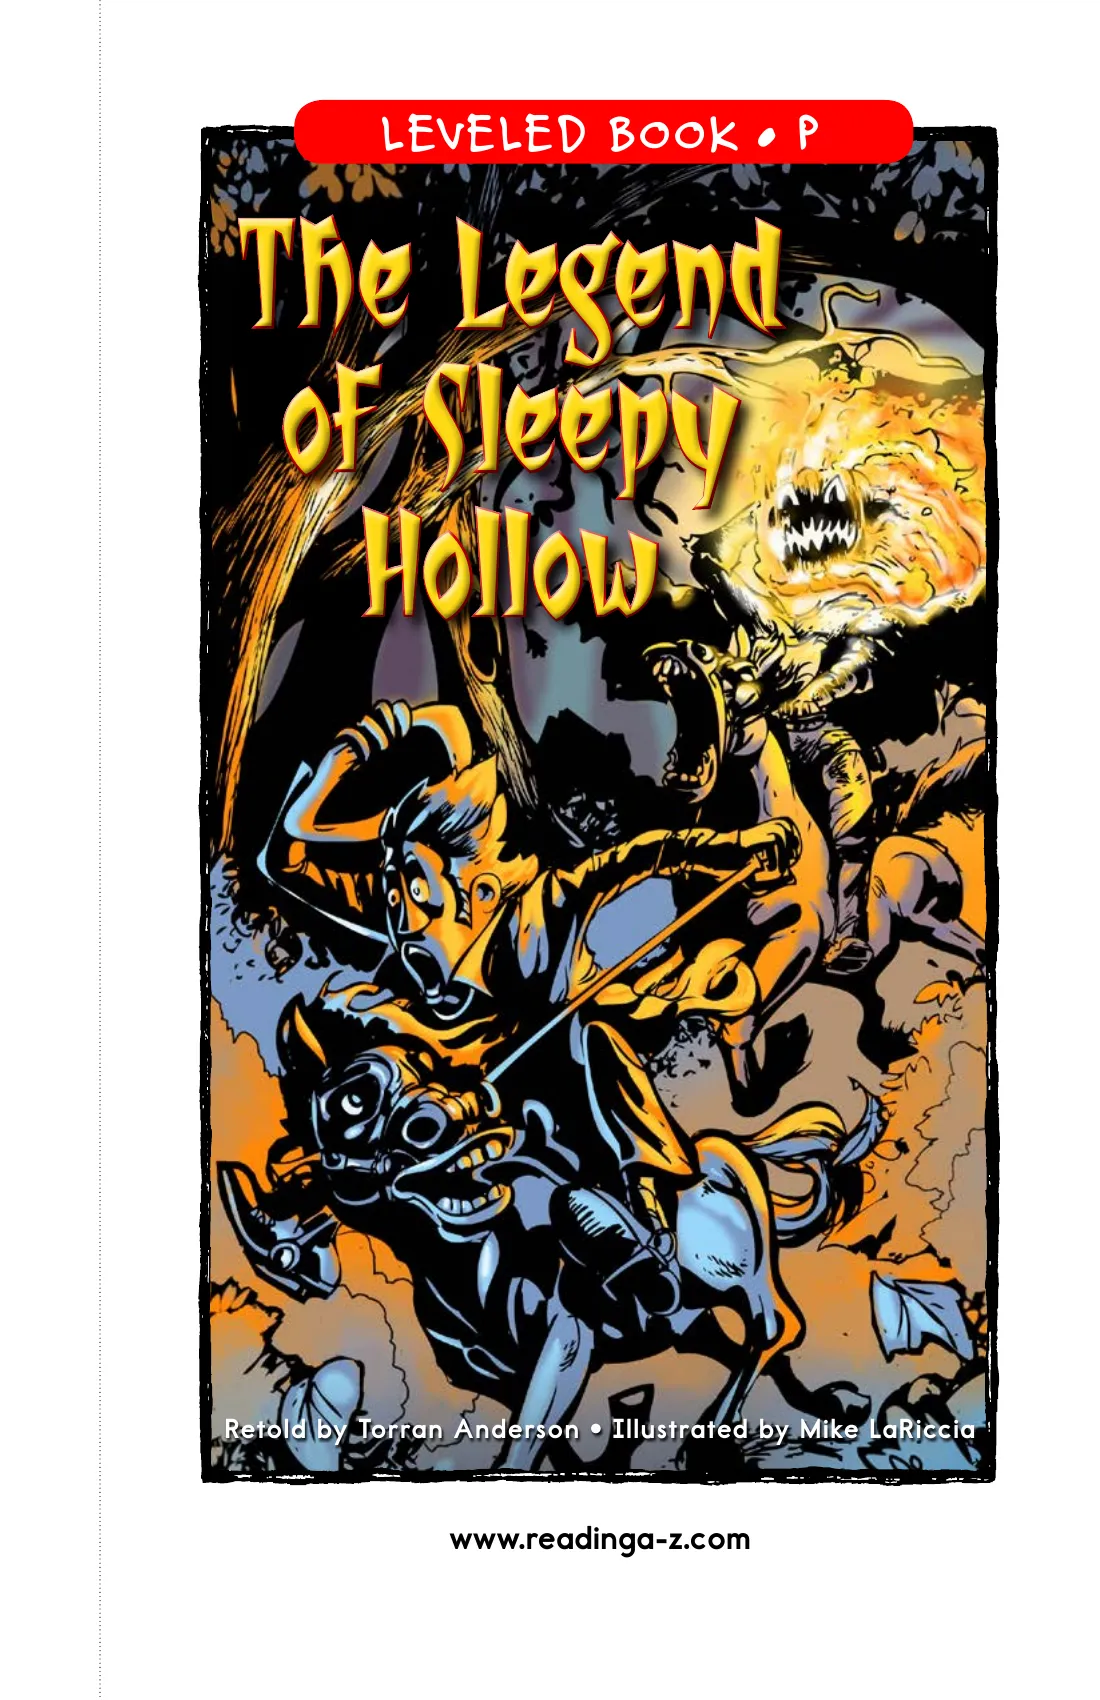 LEVELED BOOK • P
The Legend
of Sleepy
Hollow
Retold by Torran Anderson • Illustrated by Mike LaRiccia
www.readinga-z.com